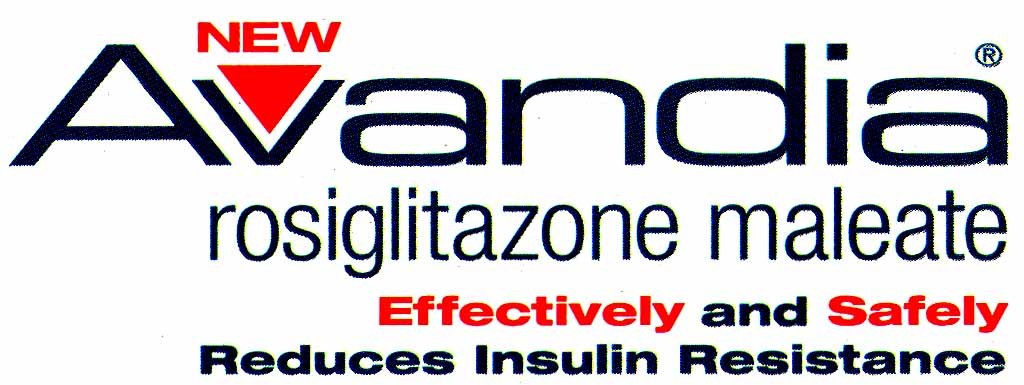 NEW
Avandia®
rosiglitazone maleate
Effectively and Safely
Reduces Insulin Resistance